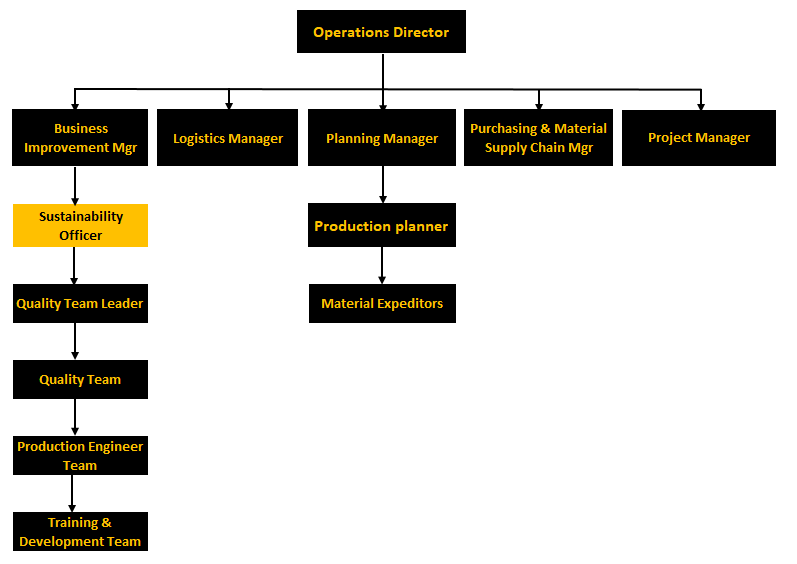 Operations Director
Business
Improvement Mgr
Logistics Manager
Planning Manager
Purchasing & Material
Supply Chain Mgr
Project Manager
Sustainability
Officer
Production planner
Quality Team Leader
Material Expeditors
Quality Team
Production Engineer
Team
Training &
Development Team